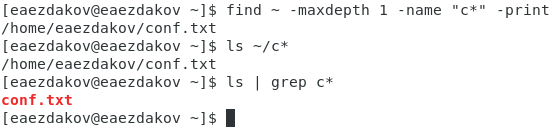 [eaezdakov@eaezdakov ~]$ find ~ -maxdepth 1 -name "c*" -print
/home/eaezdakov/conf.txt
[eaezdakov@eaezdakov ~]$ ls ~/c*
/home/eaezdakov/conf.txt
[eaezdakov@eaezdakov ~]$ ls | grep c*
conf.txt
[eaezdakov@eaezdakov ~]$